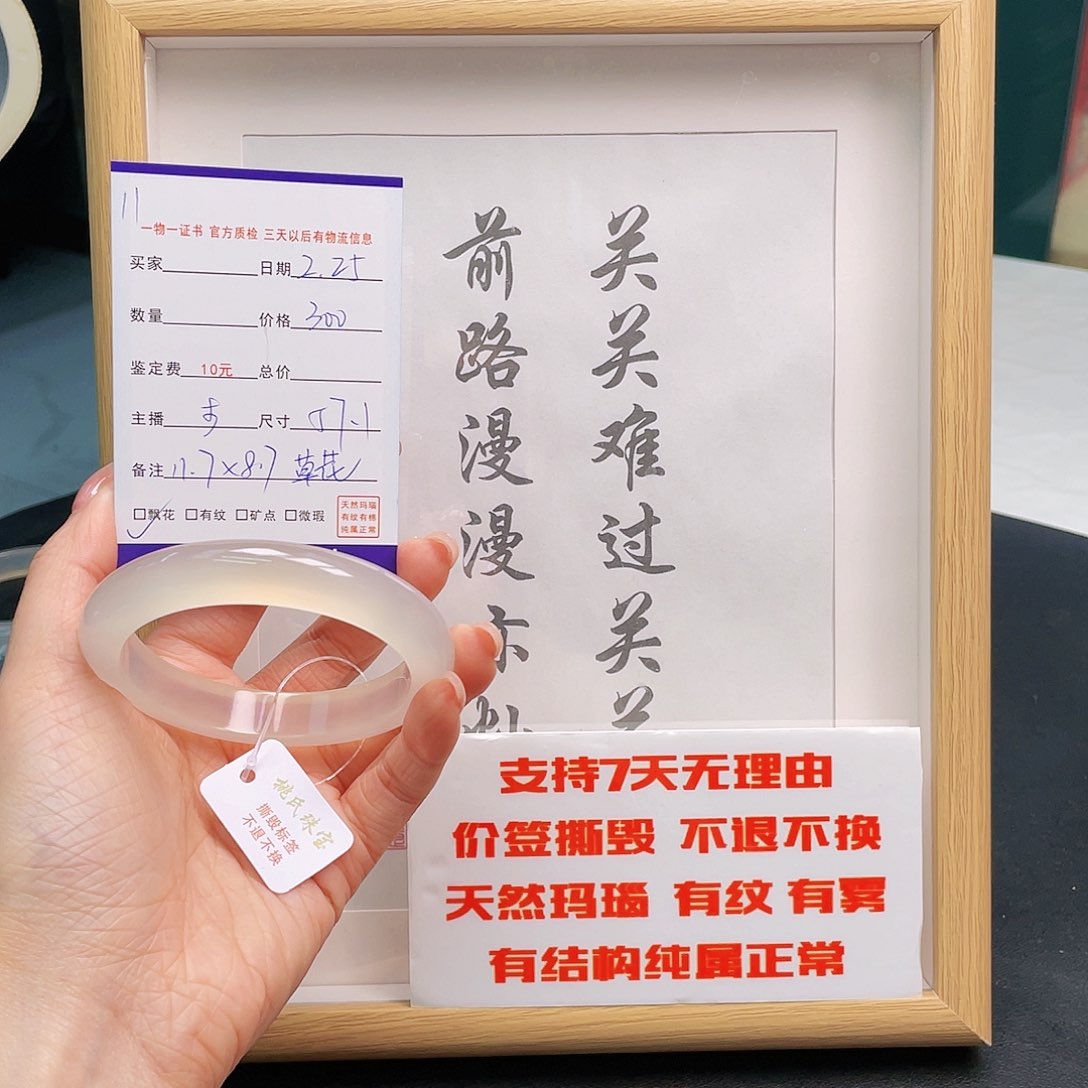 11
一物一证书 官方质检 三天以后有物流信息
买家 日期 2.25
数量 价格 300
鉴定费 10元 总价
主播 尺寸 57.1
备注 11.7×8.7 草花
□飘花 □有纹 □矿点 □微瑕
天然玛瑙
有纹有棉
纯属正常
关关难过关关
前路漫漫亦灿
桃氏珠宝
撕毁标签
不退不换
支持7天无理由
价签撕毁 不退不换
天然玛瑙 有纹 有雾
有结构纯属正常